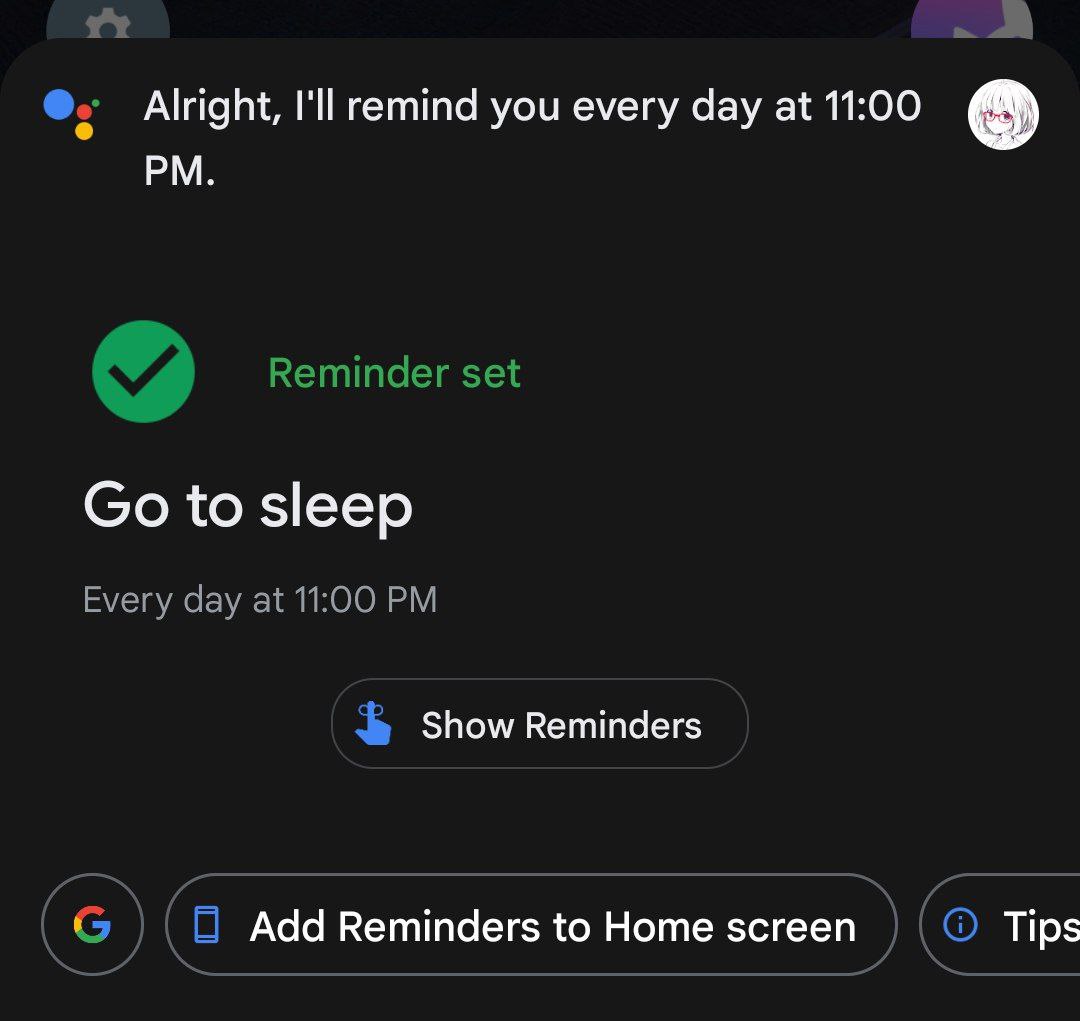 Alright, I'll remind you every day at 11:00
PM.
Reminder set
Go to sleep
Every day at 11:00 PM
Show Reminders
Add Reminders to Home screen
Tips